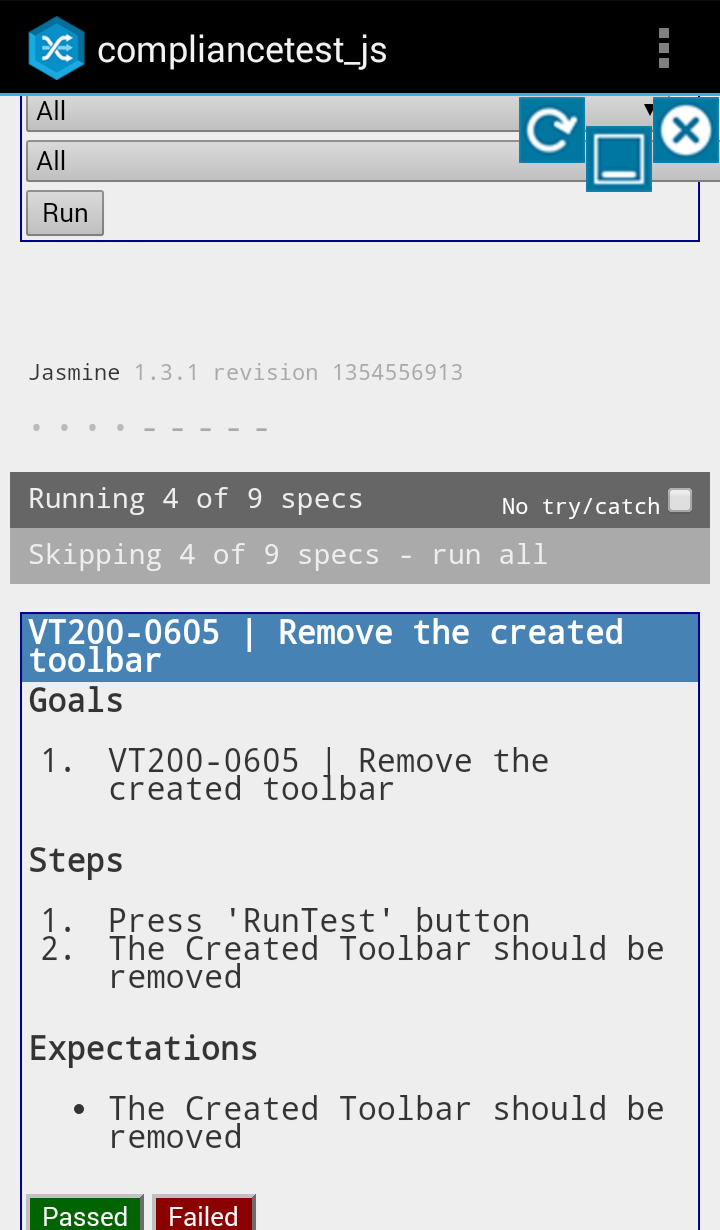 compliancetest_js
All
All
Run
Jasmine 1.3.1 revision 1354556913
Running 4 of 9 specs
No try/catch
Skipping 4 of 9 specs - run all
VT200-0605 | Remove the created
toolbar
Goals
1. VT200-0605 | Remove the
created toolbar
Steps
1. Press 'RunTest' button
2. The Created Toolbar should be
removed
Expectations
• The Created Toolbar should be
removed
Passed Failed